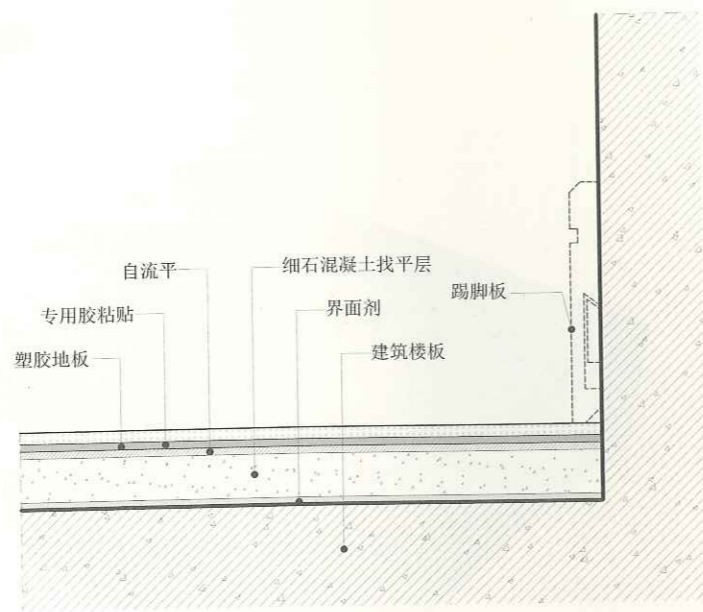 自流平
细石混凝土找平层
专用胶粘贴
界面剂
踢脚板
塑胶地板
建筑楼板